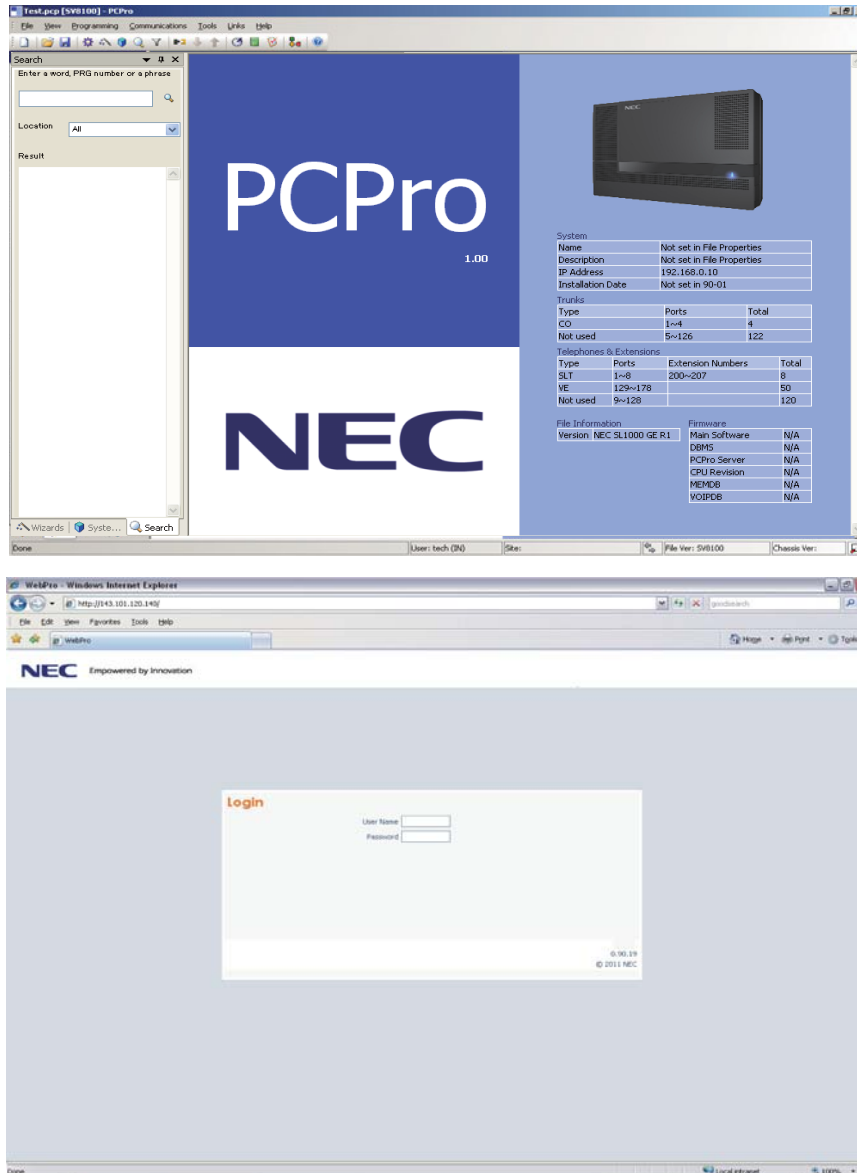 Test.pcp [SV8100] - PCPro
File View Programming Communications Tools Links Help
Search
Enter a word, PRG number or a phrase
Location All
Result
Wizards Syste... Search
PCPro
1.00
NEC
NEC
System
Name Not set in File Properties
Description Not set in File Properties
IP Address 192.168.0.10
Installation Date Not set in 90-01
Trunks
Type Ports Total
CO 1~4 4
Not used 5~126 122
Telephones & Extensions
Type Ports Extension Numbers Total
SLT 1~8 200~207 8
VE 129~178 50
Not used 9~128 120
File Information
Version NEC SL1000 GE R1
Firmware
Main Software N/A
DBMS N/A
PCPro Server N/A
CPU Revision N/A
MEMDB N/A
VOIPDB N/A
Done User: tech (IN) Site: File Ver: SV8100 Chassis Ver:
WebPro - Windows Internet Explorer
http://143.101.120.140/ goodsearch
File Edit View Favorites Tools Help
WebPro Home Print Tools
NEC Empowered by Innovation
Login
User Name
Password
0.90.19
© 2011 NEC
Done Local intranet 100%